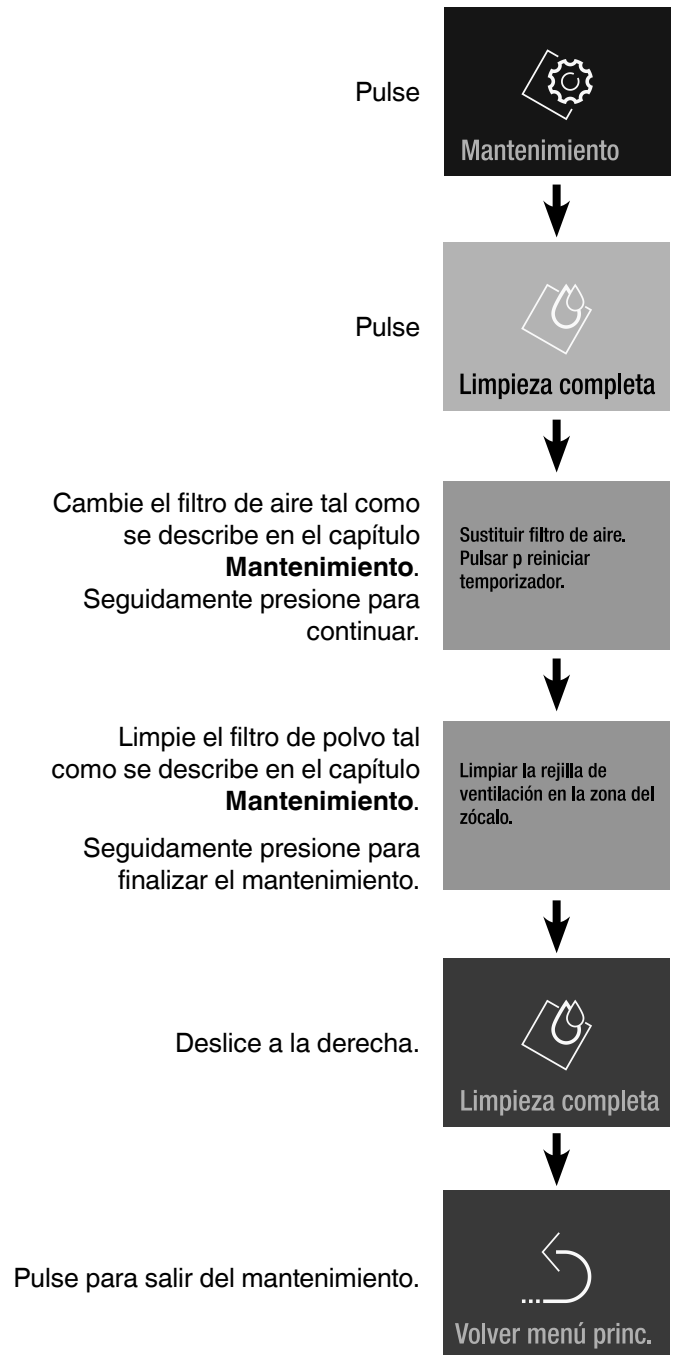 Pulse
Mantenimiento
Pulse
Limpieza completa
Cambie el filtro de aire tal como
se describe en el capítulo
Mantenimiento.
Seguidamente presione para
continuar.
Sustituir filtro de aire.
Pulsar p reiniciar
temporizador.
Limpie el filtro de polvo tal
como se describe en el capítulo
Mantenimiento.
Seguidamente presione para
finalizar el mantenimiento.
Limpiar la rejilla de
ventilación en la zona del
zócalo.
Deslice a la derecha.
Limpieza completa
Pulse para salir del mantenimiento.
Volver menú princ.